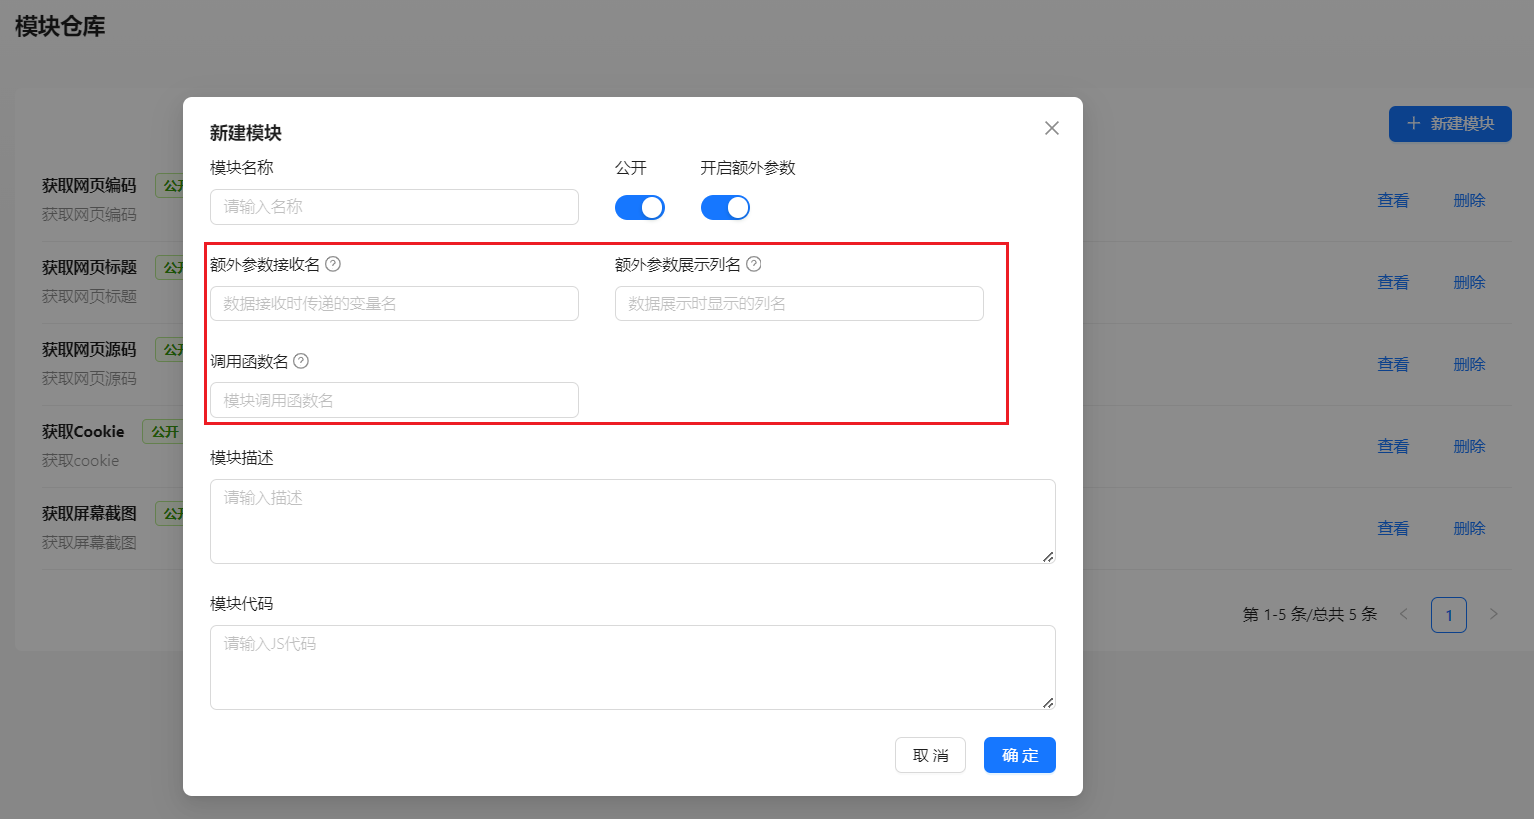 模块仓库
新建模块
新建模块
模块名称
公开
开启额外参数
请输入名称
额外参数接收名
额外参数展示列名
数据接收时传递的变量名
数据展示时显示的列名
调用函数名
模块调用函数名
模块描述
请输入描述
模块代码
请输入JS代码
取 消
确 定
获取网页编码 公开
获取网页编码
查看 删除
获取网页标题 公开
获取网页标题
查看 删除
获取网页源码 公开
获取网页源码
查看 删除
获取Cookie 公开
获取cookie
查看 删除
获取屏幕截图 公开
获取屏幕截图
查看 删除
第 1-5 条/总共 5 条 < 1 >